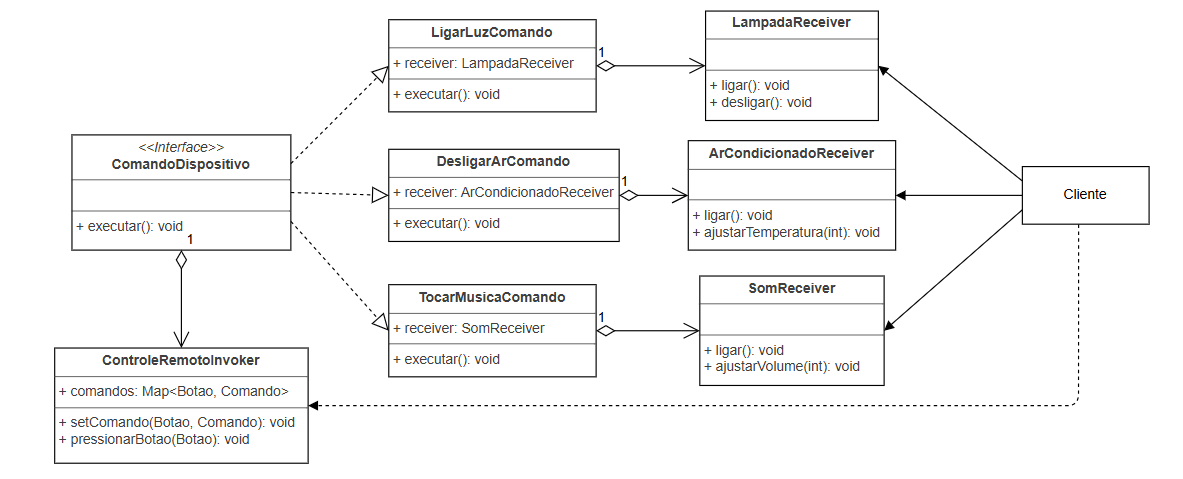 LigarLuzComando
+ receiver: LampadaReceiver
+ executar(): void
1
LampadaReceiver
+ ligar(): void
+ desligar(): void
<<Interface>>
ComandoDispositivo
+ executar(): void
1
DesligarArComando
+ receiver: ArCondicionadoReceiver
+ executar(): void
1
ArCondicionadoReceiver
+ ligar(): void
+ ajustarTemperatura(int): void
Cliente
TocarMusicaComando
+ receiver: SomReceiver
+ executar(): void
1
SomReceiver
+ ligar(): void
+ ajustarVolume(int): void
ControleRemotoInvoker
+ comandos: Map<Botao, Comando>
+ setComando(Botao, Comando): void
+ pressionarBotao(Botao): void